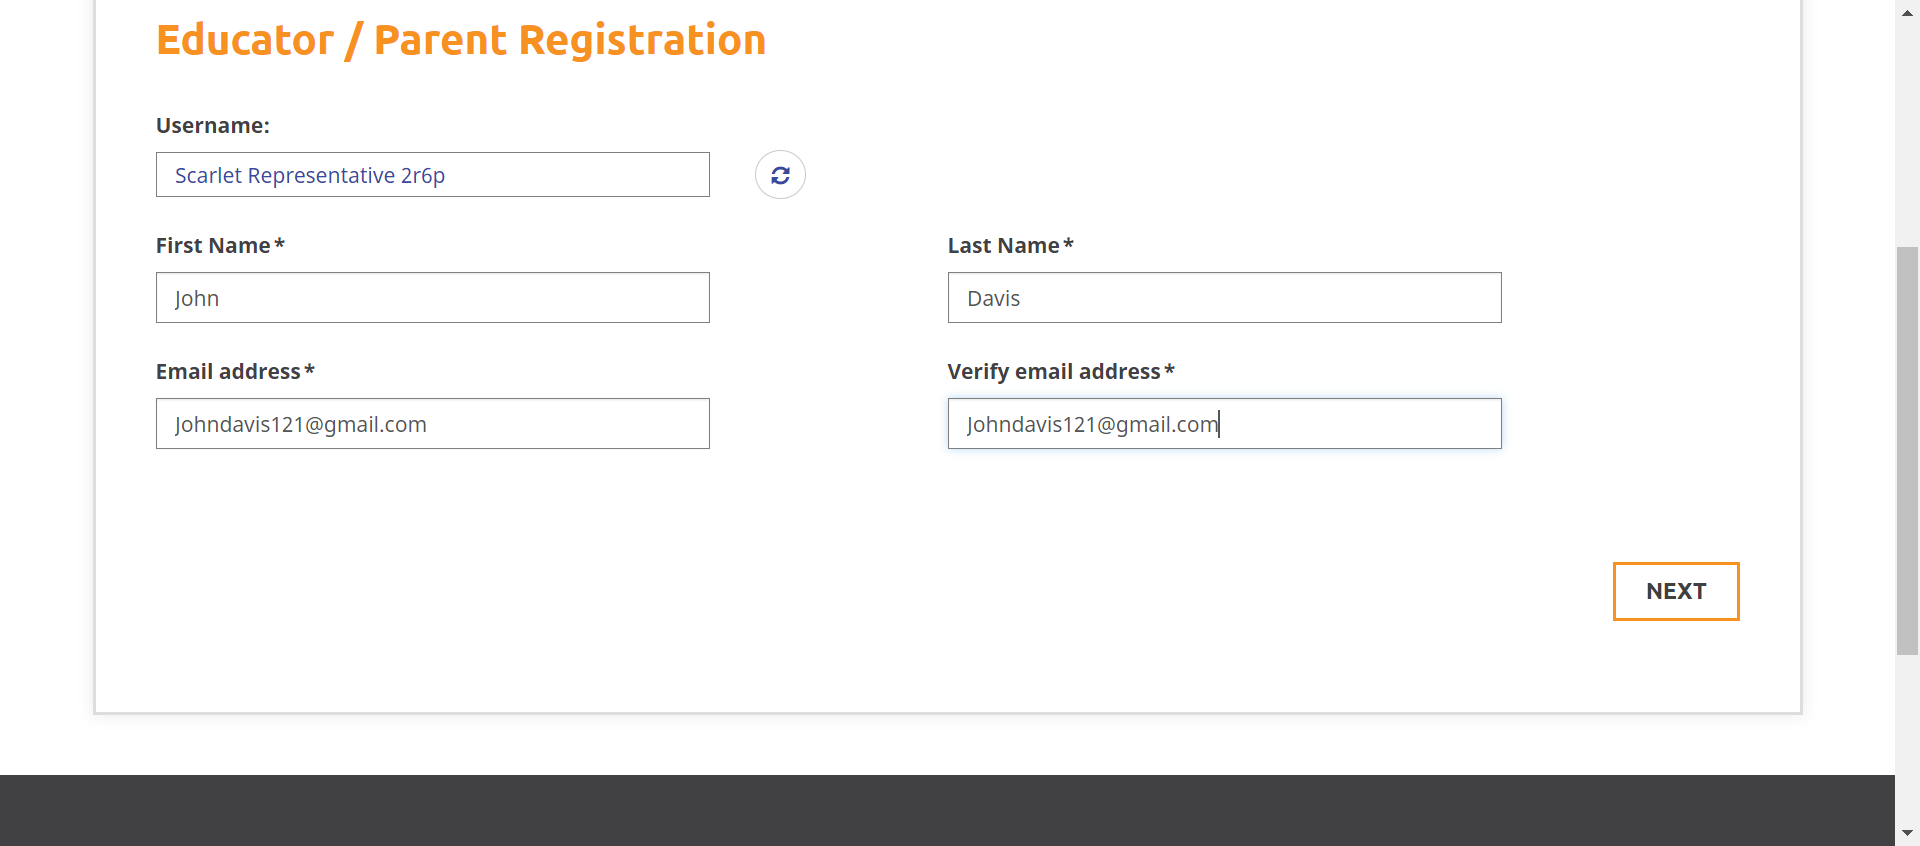 Educator / Parent Registration
Username:
Scarlet Representative 2r6p
First Name* Last Name*
John Davis
Email address* Verify email address*
Johndavis121@gmail.com Johndavis121@gmail.com
NEXT